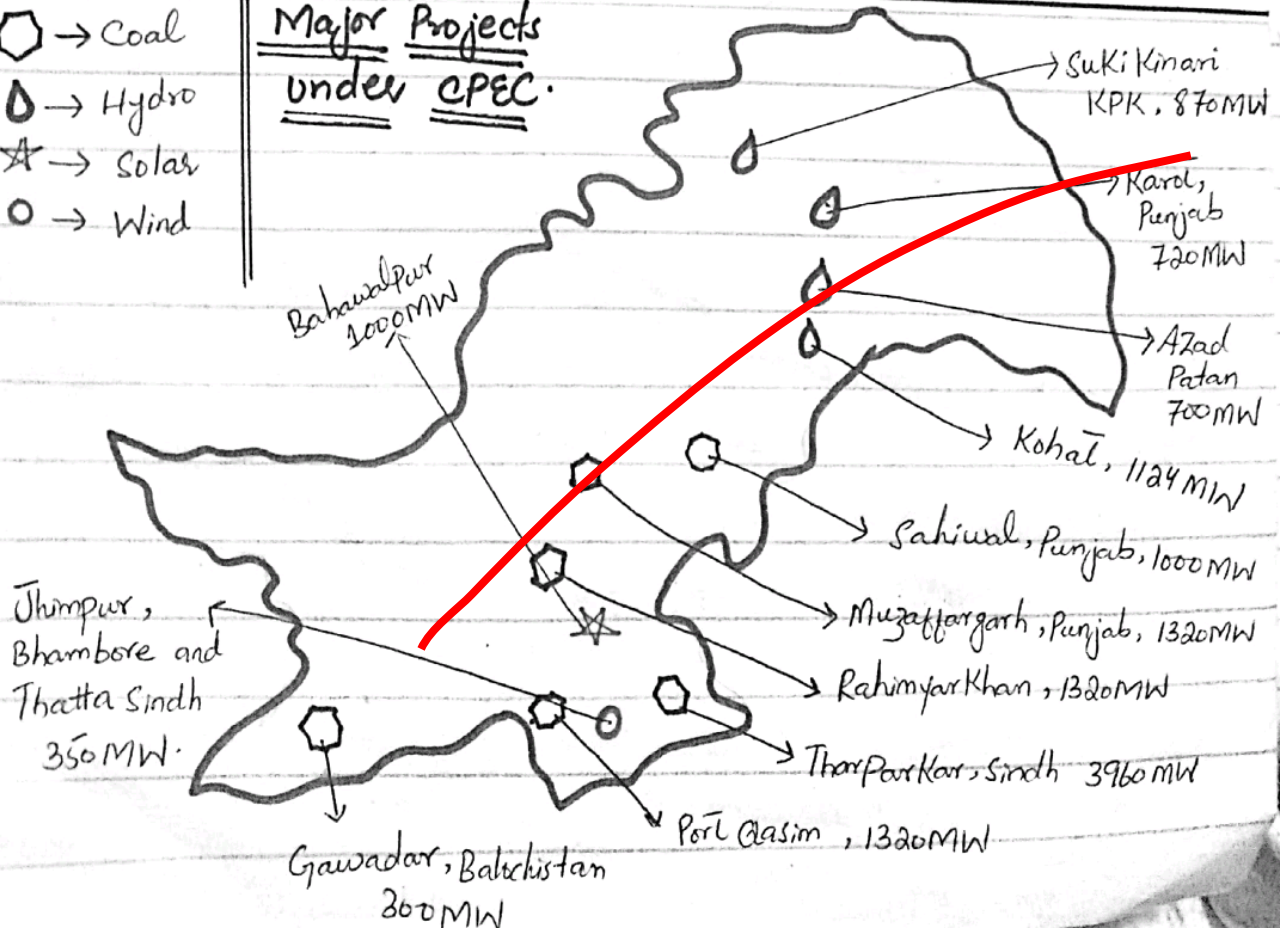 → Coal
→ Hydro
→ Solar
→ Wind
Major Projects
under CPEC.
Suki Kinari
KPK, 870MW
Karol,
Punjab
720MW
Azad
Patan
700MW
Kohat, 1124MW
Sahiwal, Punjab, 1000MW
Muzaffargarh, Punjab, 1320MW
RahimyarKhan, 1320MW
TharParKar, Sindh 3960MW
Port Qasim, 1320MW
Gawadar, Balochistan
300MW
Jhimpur,
Bhambore and
Thatta Sindh
350MW.
Bahawalpur
1000MW